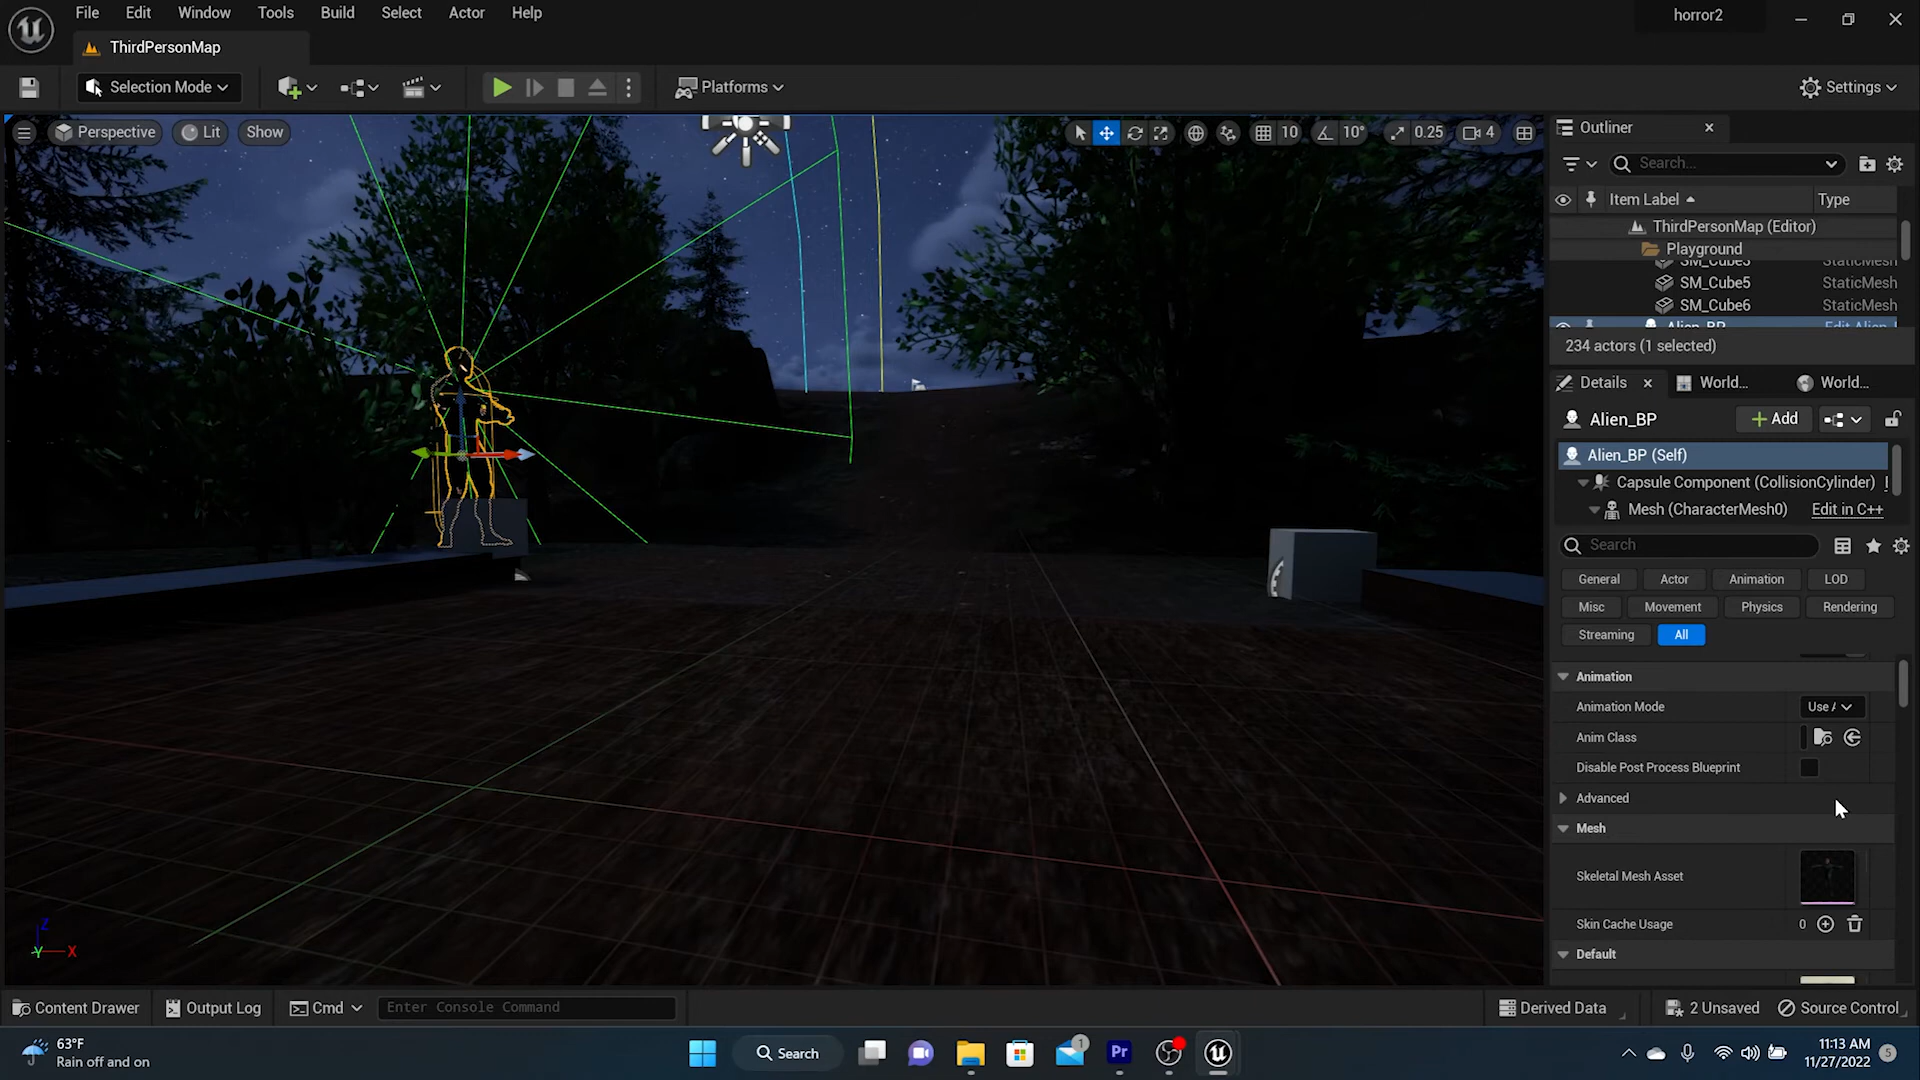 File Edit Window Tools Build Select Actor Help
horror2
ThirdPersonMap
Selection Mode
Platforms
Settings
Perspective
Lit
Show
10
10°
0.25
4
Outliner
Search...
Item Label
Type
ThirdPersonMap (Editor)
Playground
SM_Cube5
StaticMesh
SM_Cube6
StaticMesh
Alien_BP
234 actors (1 selected)
Details
World...
World...
Alien_BP
Add
Alien_BP (Self)
Capsule Component (CollisionCylinder)
Mesh (CharacterMesh0)
Edit in C++
Search
General
Actor
Animation
LOD
Misc
Movement
Physics
Rendering
Streaming
All
Animation
Animation Mode
Use
Anim Class
Disable Post Process Blueprint
Advanced
Mesh
Skeletal Mesh Asset
Skin Cache Usage
0
Default
Z
Y
X
Content Drawer
Output Log
Cmd
Enter Console Command
Derived Data
2 Unsaved
Source Control
63°F
Rain off and on
Search
1
Pr
11:13 AM
11/27/2022
5